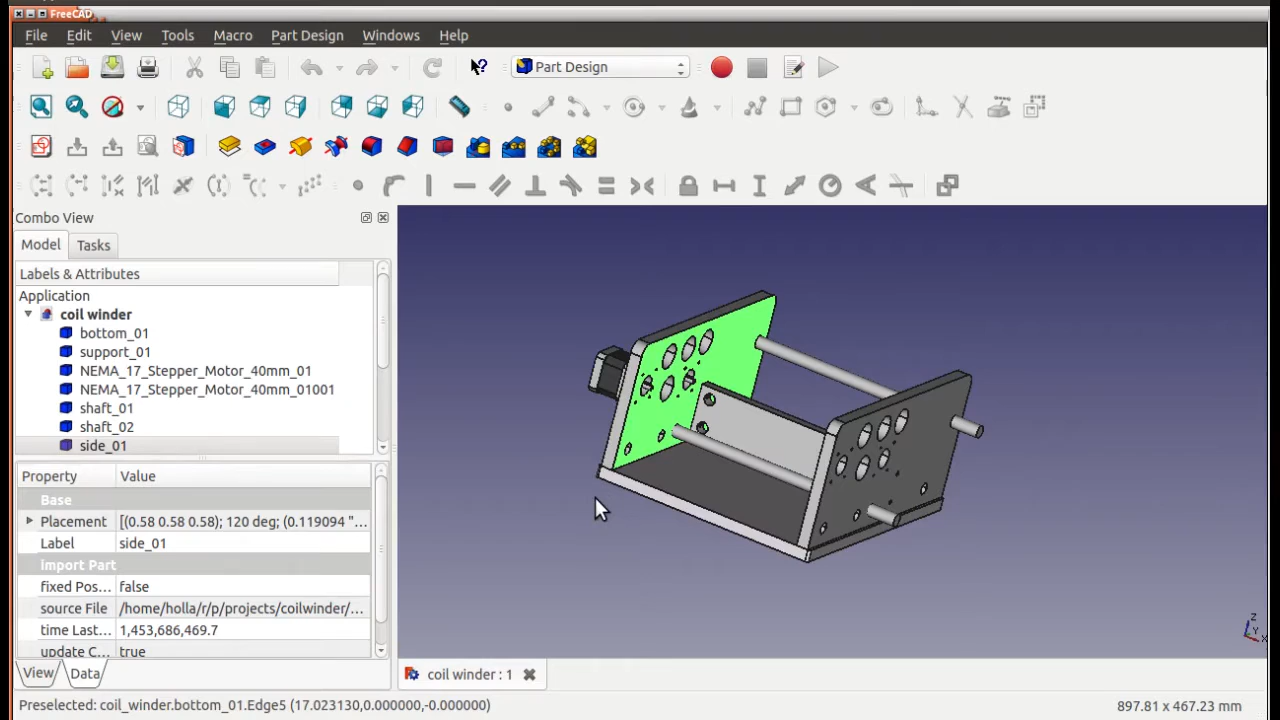 FreeCAD
File Edit View Tools Macro Part Design Windows Help
Part Design
Combo View
Model Tasks
Labels & Attributes
Application
coil winder
bottom_01
support_01
NEMA_17_Stepper_Motor_40mm_01
NEMA_17_Stepper_Motor_40mm_01001
shaft_01
shaft_02
side_01
Property Value
Base
Placement [(0.58 0.58 0.58); 120 deg; (0.119094 "...
Label side_01
Import Part
fixed Pos... false
source File /home/holla/r/p/projects/coilwinder/...
time Last... 1,453,686,469.7
update C... true
View Data
coil winder : 1
Z
Y
X
Preselected: coil_winder.bottom_01.Edge5 (17.023130,0.000000,-0.000000)
897.81 x 467.23 mm